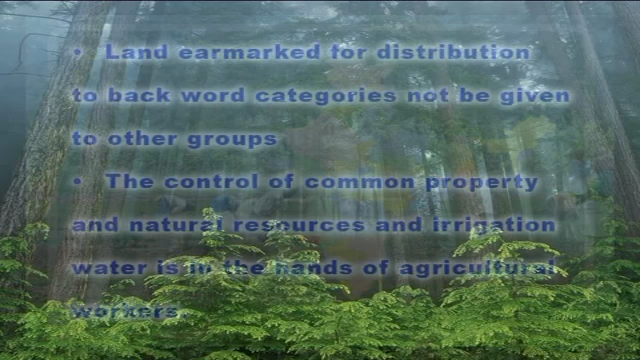 • Land earmarked for distribution
to back word categories not be given
to other groups
• The control of common property
and natural resources and irrigation
water is in the hands of agricultural
workers.